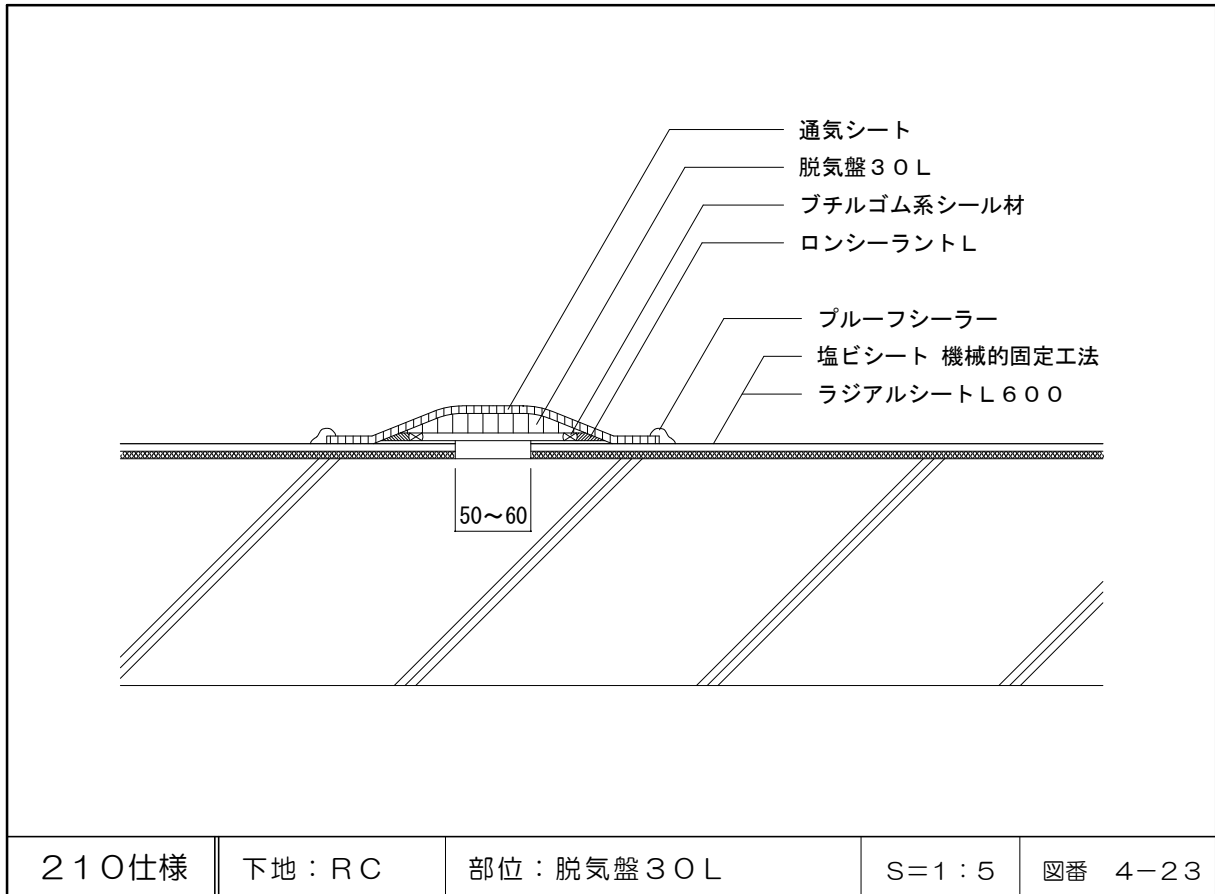 通気シート
脱気盤３０Ｌ
ブチルゴム系シール材
ロンシーラントＬ
プルーフシーラー
塩ビシート 機械的固定工法
ラジアルシートＬ６００
50～60
２１０仕様
下地：ＲＣ
部位：脱気盤３０Ｌ
Ｓ＝１：５
図番 ４－２３